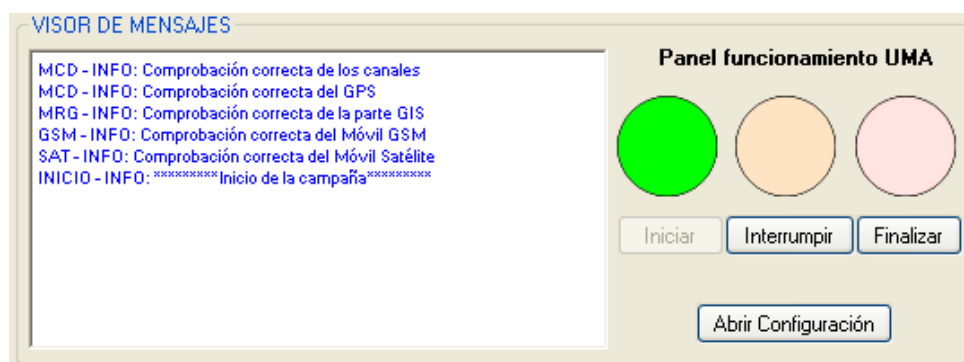 VISOR DE MENSAJES
MCD - INFO: Comprobación correcta de los canales
MCD - INFO: Comprobación correcta del GPS
MRG - INFO: Comprobación correcta de la parte GIS
GSM - INFO: Comprobación correcta del Móvil GSM
SAT - INFO: Comprobación correcta del Móvil Satélite
INICIO - INFO: *********Inicio de la campaña*********
Panel funcionamiento UMA
Iniciar
Interrumpir
Finalizar
Abrir Configuración